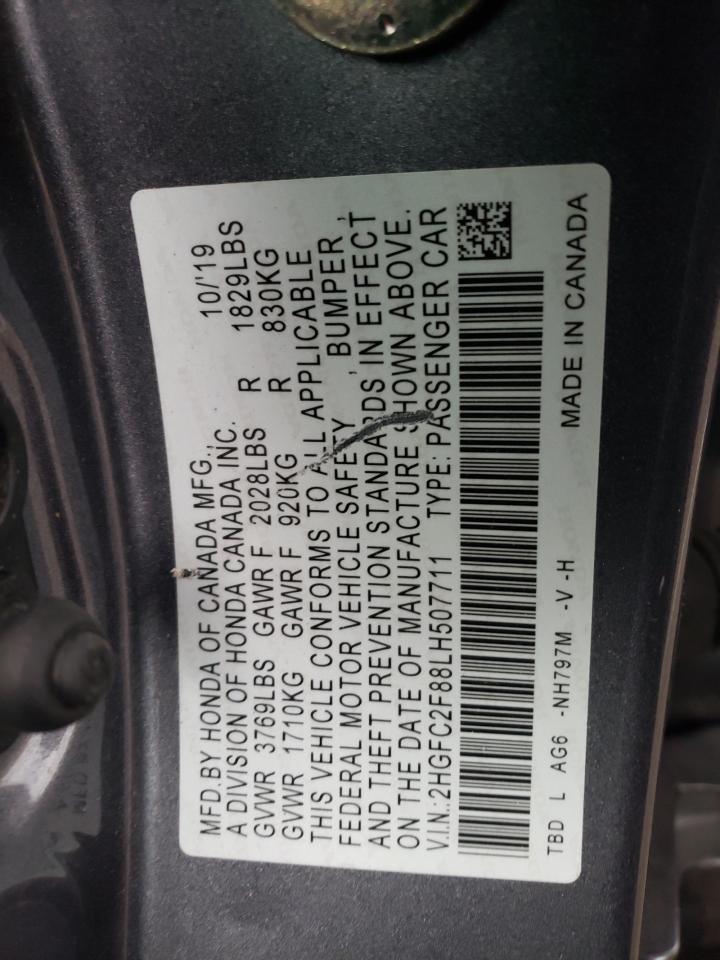 MFD.BY HONDA OF CANADA MFG., 10/'19
A DIVISION OF HONDA CANADA INC.
GVWR 3769LBS GAWR F 2028LBS R 1829LBS
GVWR 1710KG GAWR F 920KG R 830KG
THIS VEHICLE CONFORMS TO ALL APPLICABLE
FEDERAL MOTOR VEHICLE SAFETY , BUMPER ,
AND THEFT PREVENTION STANDARDS IN EFFECT
ON THE DATE OF MANUFACTURE SHOWN ABOVE.
V.I.N.:2HGFC2F88LH507711 TYPE: PASSENGER CAR
TBD L AG6 -NH797M -V -H MADE IN CANADA